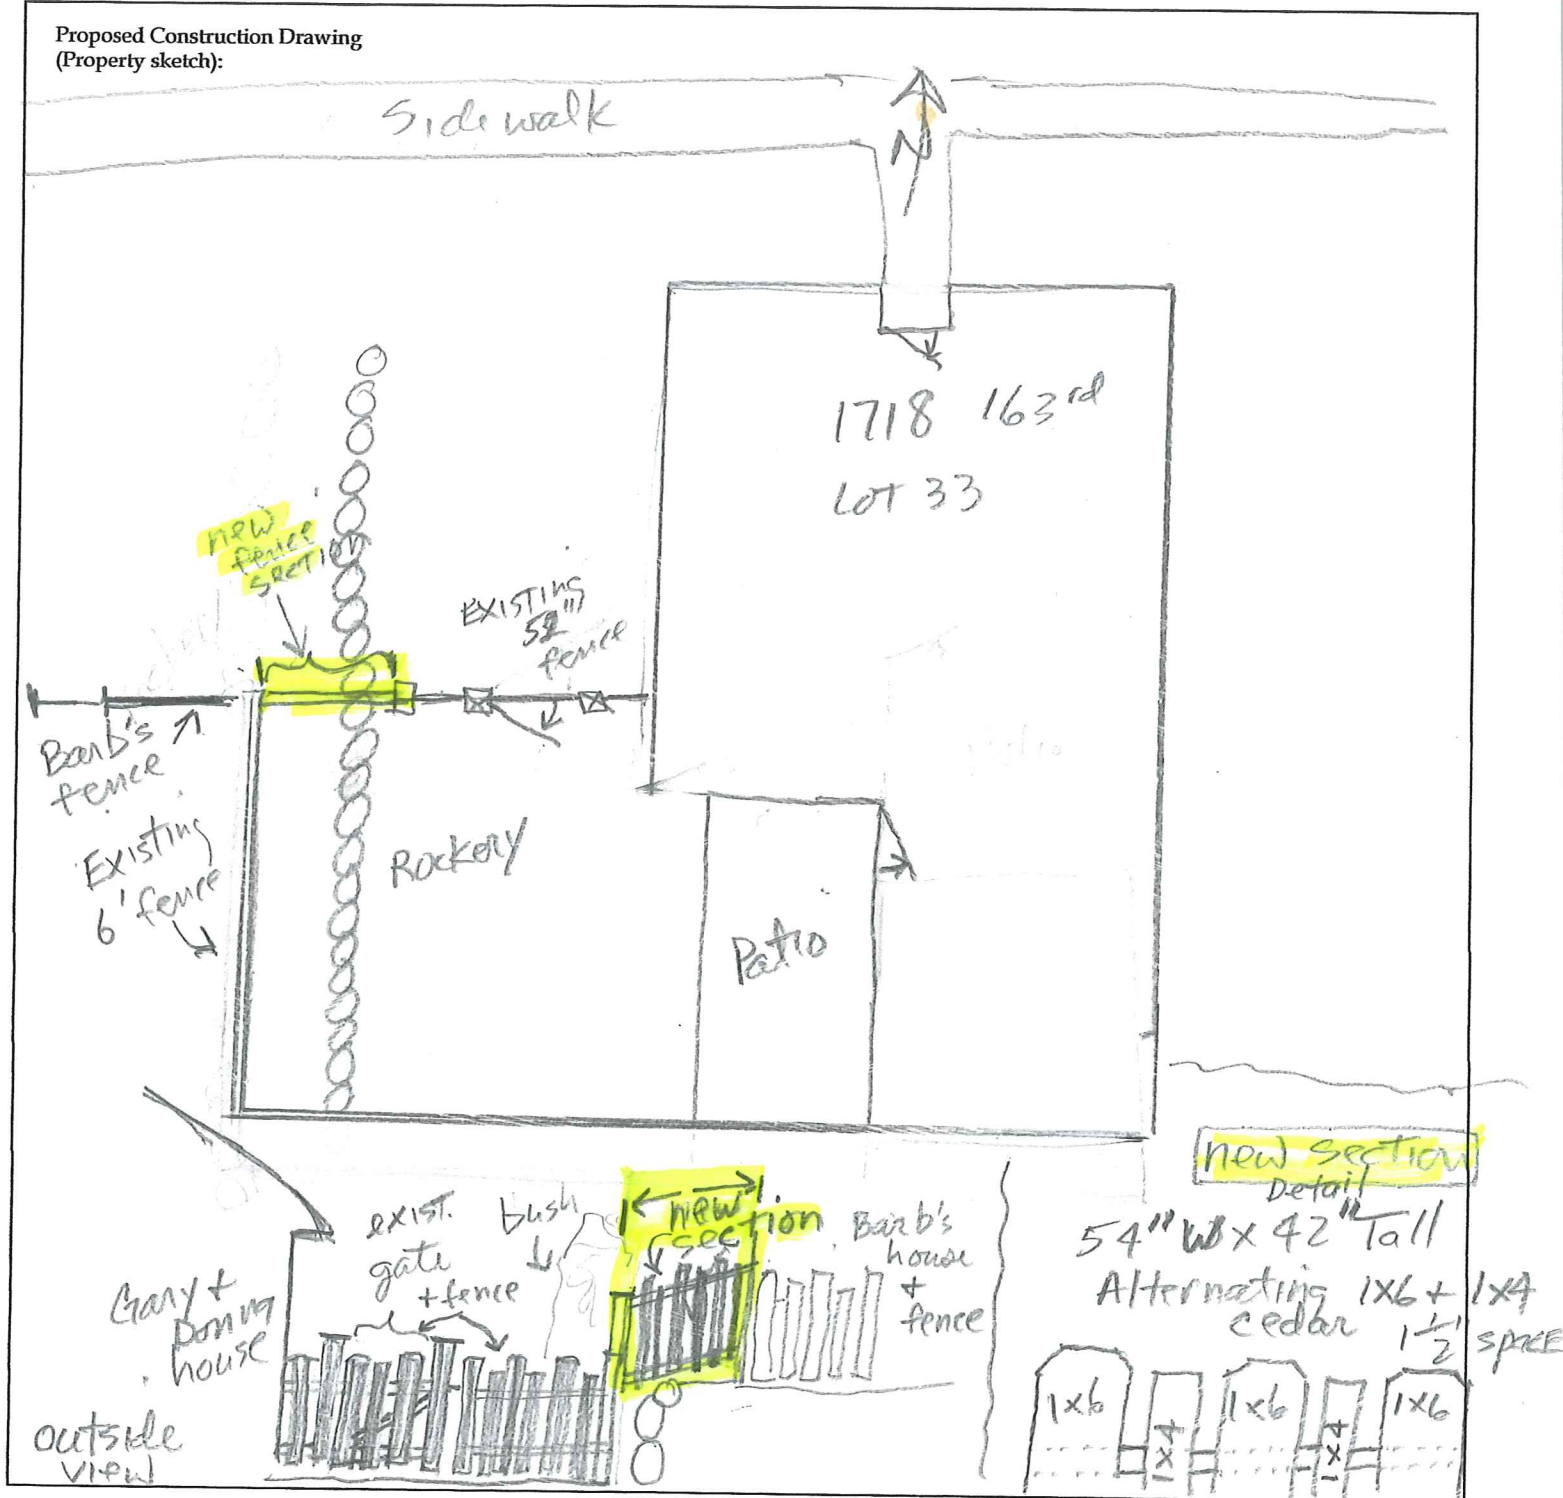 Proposed Construction Drawing
(Property sketch):
Sidewalk
N
1718 163rd
LOT 33
new
fence
section
EXISTING
52"
fence
Barb's
fence
Existing
6' fence
Rockery
Patio
new section
Detail
54" W x 42" Tall
Alternating 1x6 + 1x4
cedar 1 1/2" space
1x6
1x4
1x6
1x4
1x6
exist.
gate
+ fence
bush
new
section
Barb's
house
+
fence
Gary +
Donna
house
outside
view